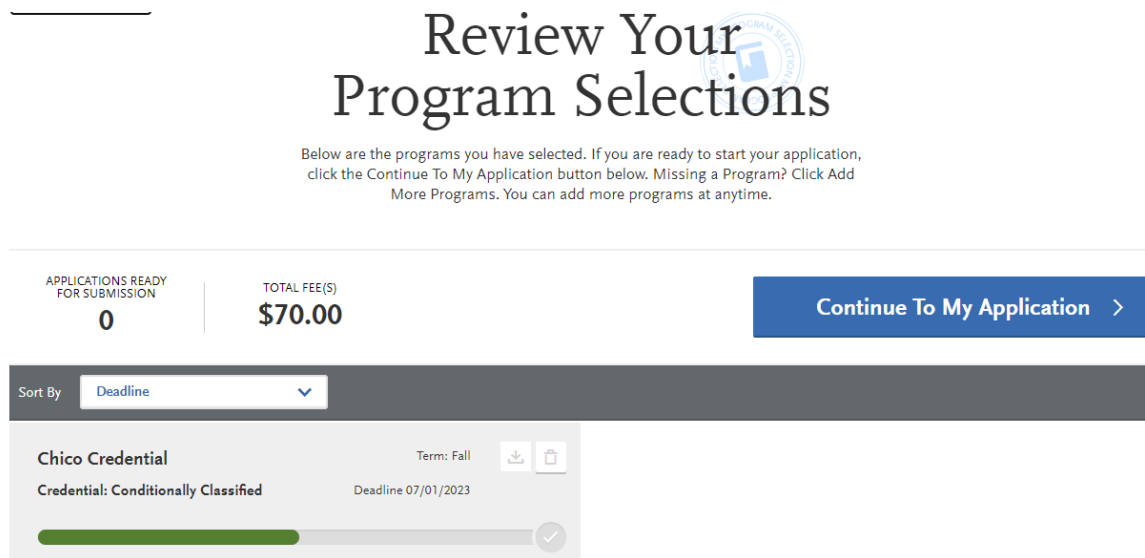 Review Your
Program Selections
Below are the programs you have selected. If you are ready to start your application,
click the Continue To My Application button below. Missing a Program? Click Add
More Programs. You can add more programs at anytime.
APPLICATIONS READY
FOR SUBMISSION
0
TOTAL FEE(S)
$70.00
Continue To My Application
Sort By
Deadline
Chico Credential
Term: Fall
Credential: Conditionally Classified
Deadline 07/01/2023